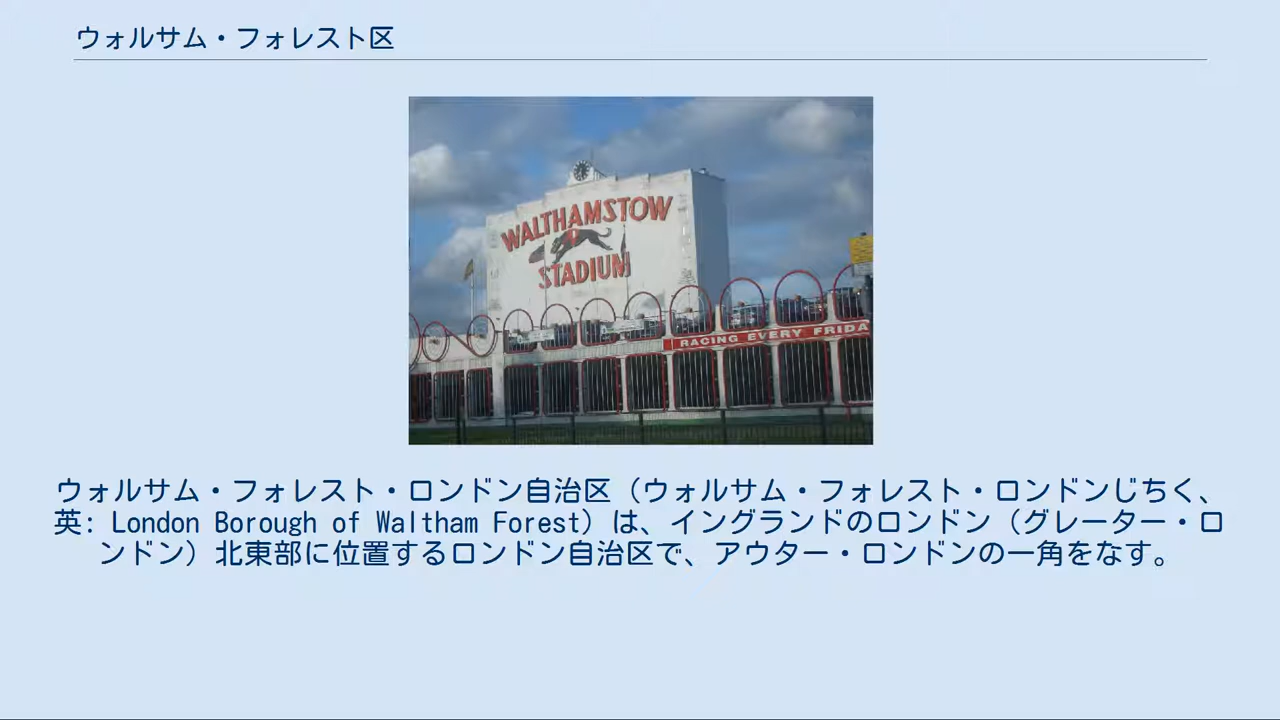 ウォルサム・フォレスト区
WALTHAMSTOW
STADIUM
RACING EVERY FRIDA
ウォルサム・フォレスト・ロンドン自治区（ウォルサム・フォレスト・ロンドンじちく、
英: London Borough of Waltham Forest）は、イングランドのロンドン（グレーター・ロ
ンドン）北東部に位置するロンドン自治区で、アウター・ロンドンの一角をなす。